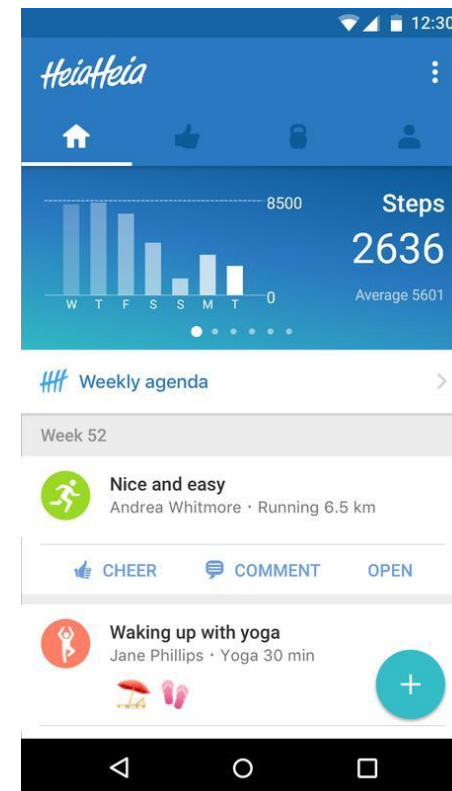 12:30
HeiaHeia
8500
Steps
2636
Average 5601
0
W T F S S M T
Weekly agenda
Week 52
Nice and easy
Andrea Whitmore · Running 6.5 km
CHEER COMMENT OPEN
Waking up with yoga
Jane Phillips · Yoga 30 min